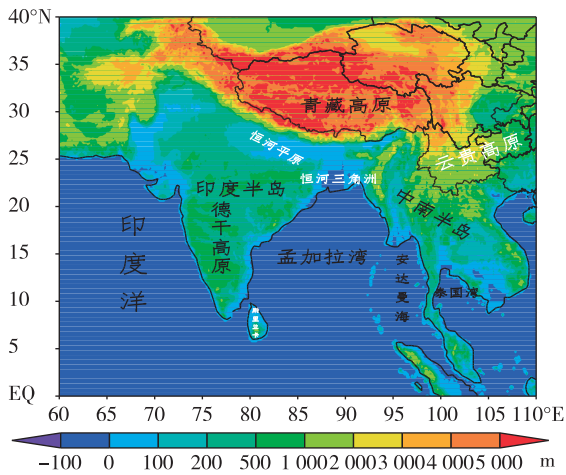 40°N
35
30
25
20
15
10
5
EQ
青藏高原
云贵高原
恒河平原
恒河三角洲
印度半岛
中南半岛
德干高原
印度洋
孟加拉湾
安达曼海
泰国湾
斯里兰卡
60 65 70 75 80 85 90 95 100 105 110°E
−100 0 100 200 500 1 000 2 000 3 000 4 000 5 000 m